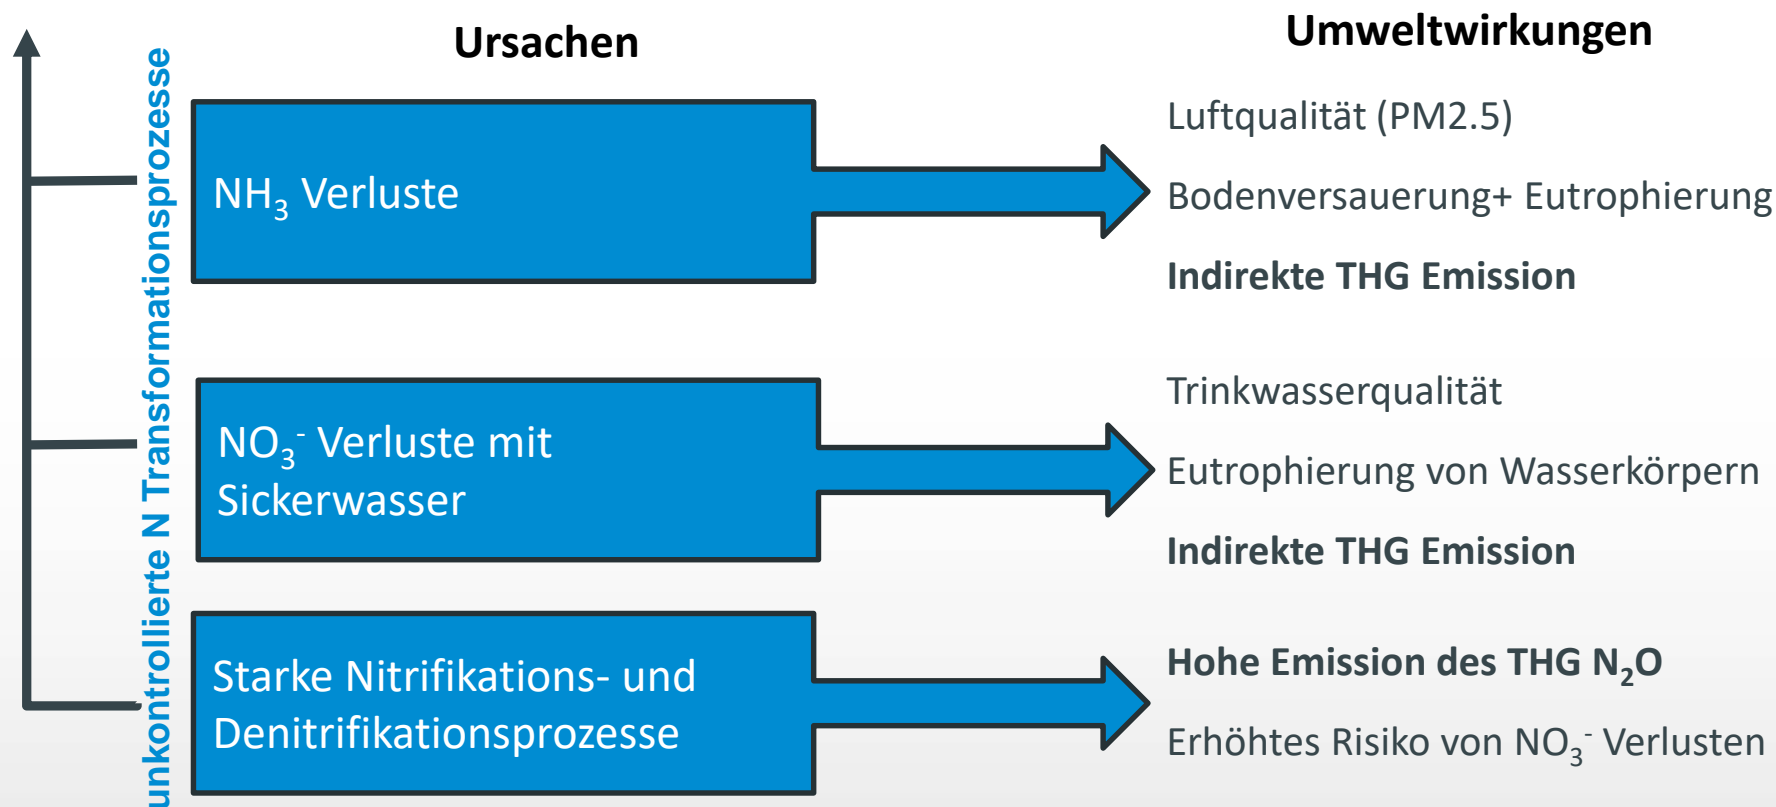 Ursachen
Umweltwirkungen
unkontrollierte N Transformationsprozesse
NH₃ Verluste
Luftqualität (PM2.5)
Bodenversauerung+ Eutrophierung
Indirekte THG Emission
NO₃⁻ Verluste mit
Sickerwasser
Trinkwasserqualität
Eutrophierung von Wasserkörpern
Indirekte THG Emission
Starke Nitrifikations- und
Denitrifikationsprozesse
Hohe Emission des THG N₂O
Erhöhtes Risiko von NO₃⁻ Verlusten